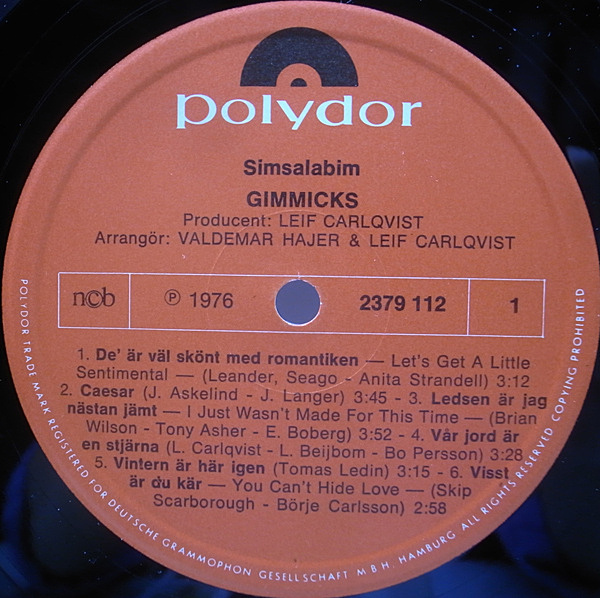 polydor
Simsalabim
GIMMICKS
Producent: LEIF CARLQVIST
Arrangör: VALDEMAR HAJER & LEIF CARLQVIST
ncb
Ⓟ 1976
2379 112
1
1. De' är väl skönt med romantiken — Let's Get A Little
Sentimental — (Leander, Seago - Anita Strandell) 3:12
2. Caesar (J. Askelind - J. Langer) 3:45 - 3. Ledsen är jag
nästan jämt — I Just Wasn't Made For This Time — (Brian
Wilson - Tony Asher - E. Boberg) 3:52 - 4. Vår jord är
en stjärna (L. Carlqvist - L. Beijbom - Bo Persson) 3:28
5. Vintern är här igen (Tomas Ledin) 3:15 - 6. Visst
är du kär — You Can't Hide Love — (Skip
Scarborough - Börje Carlsson) 2:58
POLYDOR TRADE MARK REGISTERED FOR DEUTSCHE GRAMMOPHON GESELLSCHAFT M B H. HAMBURG ALL RIGHTS RESERVED COPYING PROHIBITED